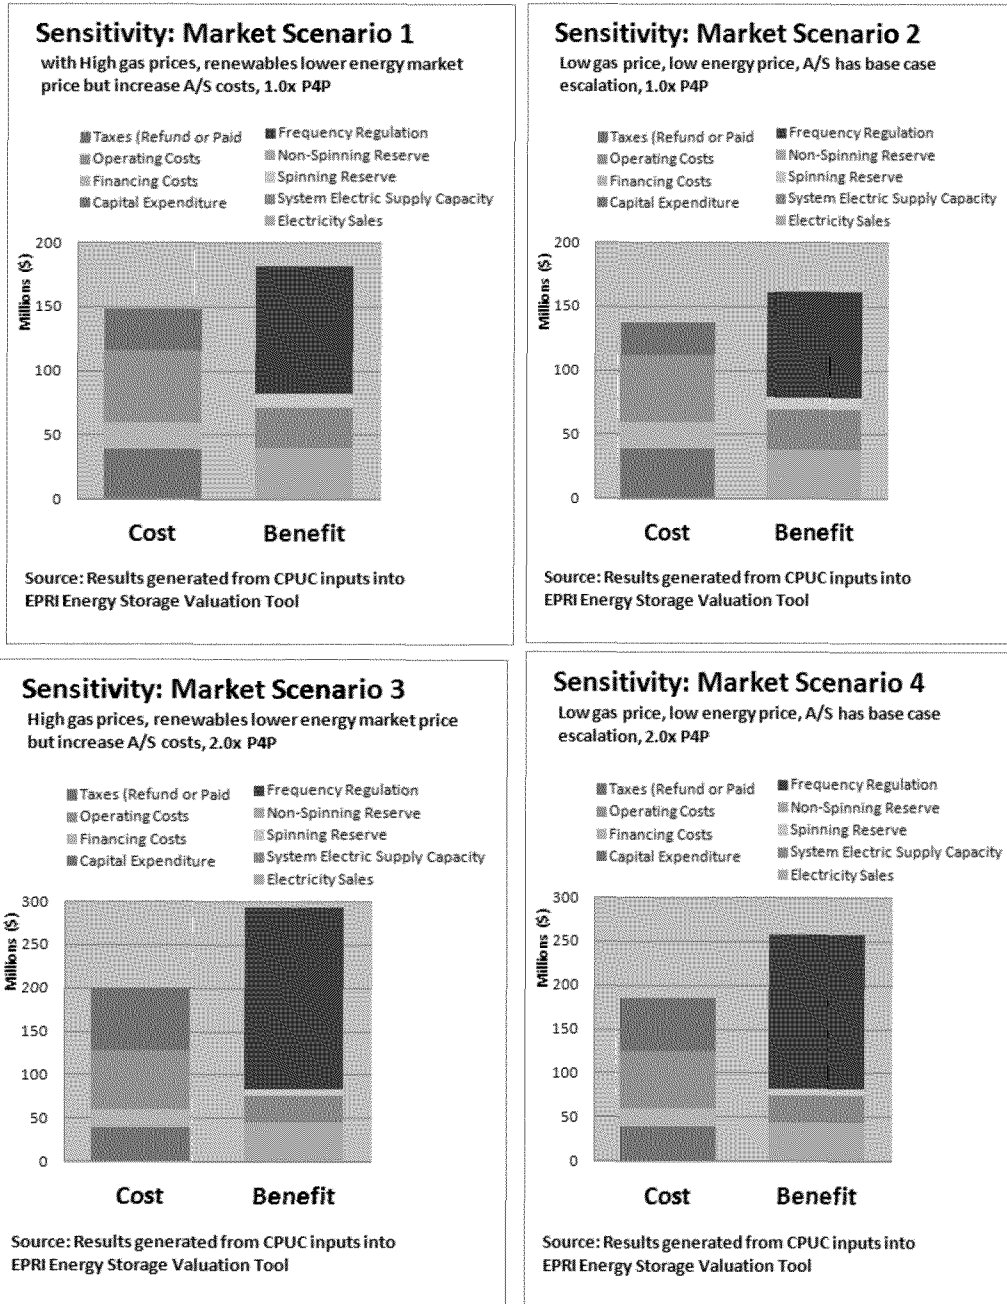 Sensitivity: Market Scenario 1
with High gas prices, renewables lower energy market
price but increase A/S costs, 1.0x P4P
Taxes (Refund or Paid
Operating Costs
Financing Costs
Capital Expenditure
Frequency Regulation
Non-Spinning Reserve
Spinning Reserve
System Electric Supply Capacity
Electricity Sales
Millions ($)
200
150
100
50
0
Cost Benefit
Source: Results generated from CPUC inputs into
EPRI Energy Storage Valuation Tool
Sensitivity: Market Scenario 2
Low gas price, low energy price, A/S has base case
escalation, 1.0x P4P
Taxes (Refund or Paid
Operating Costs
Financing Costs
Capital Expenditure
Frequency Regulation
Non-Spinning Reserve
Spinning Reserve
System Electric Supply Capacity
Electricity Sales
Millions ($)
200
150
100
50
0
Cost Benefit
Source: Results generated from CPUC inputs into
EPRI Energy Storage Valuation Tool
Sensitivity: Market Scenario 3
High gas prices, renewables lower energy market price
but increase A/S costs, 2.0x P4P
Taxes (Refund or Paid
Operating Costs
Financing Costs
Capital Expenditure
Frequency Regulation
Non-Spinning Reserve
Spinning Reserve
System Electric Supply Capacity
Electricity Sales
Millions ($)
300
250
200
150
100
50
0
Cost Benefit
Source: Results generated from CPUC inputs into
EPRI Energy Storage Valuation Tool
Sensitivity: Market Scenario 4
Low gas price, low energy price, A/S has base case
escalation, 2.0x P4P
Taxes (Refund or Paid
Operating Costs
Financing Costs
Capital Expenditure
Frequency Regulation
Non-Spinning Reserve
Spinning Reserve
System Electric Supply Capacity
Electricity Sales
Millions ($)
300
250
200
150
100
50
0
Cost Benefit
Source: Results generated from CPUC inputs into
EPRI Energy Storage Valuation Tool